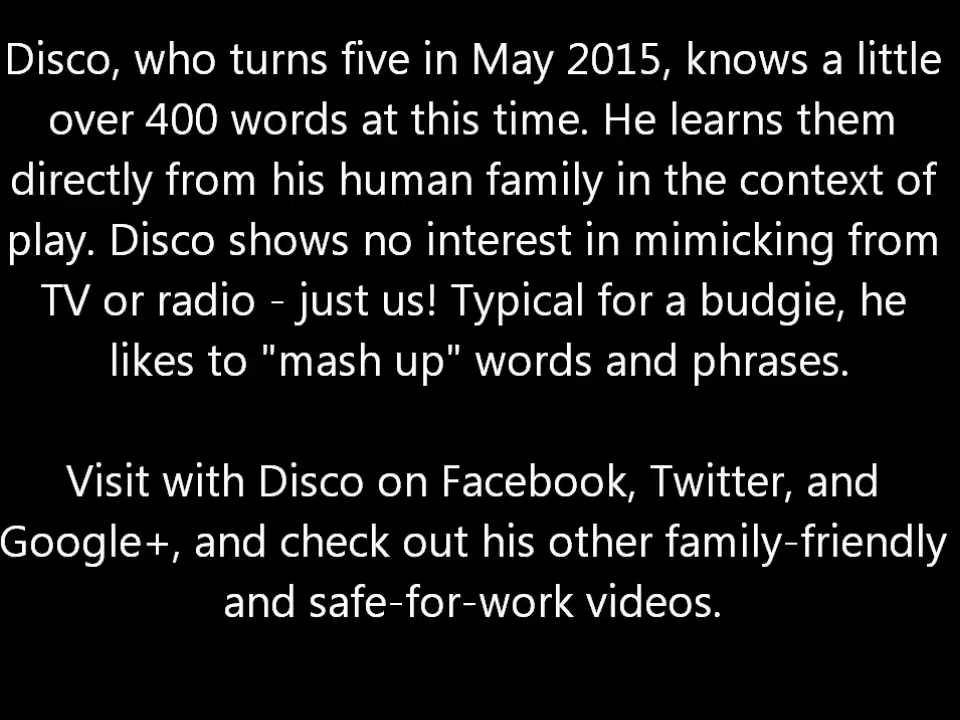 Disco, who turns five in May 2015, knows a little
over 400 words at this time. He learns them
directly from his human family in the context of
play. Disco shows no interest in mimicking from
TV or radio - just us! Typical for a budgie, he
likes to "mash up" words and phrases.
Visit with Disco on Facebook, Twitter, and
Google+, and check out his other family-friendly
and safe-for-work videos.